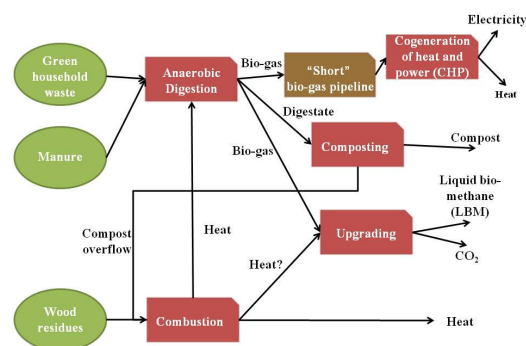 Electricity
Green
household
waste
Anaerobic
Digestion
Bio-gas
"Short"
bio-gas pipeline
Cogeneration
of heat and
power (CHP)
Heat
Digestate
Manure
Composting
Compost
Bio-gas
Liquid bio-
methane
(LBM)
Compost
overflow
Heat
Upgrading
CO2
Heat?
Wood
residues
Combustion
Heat